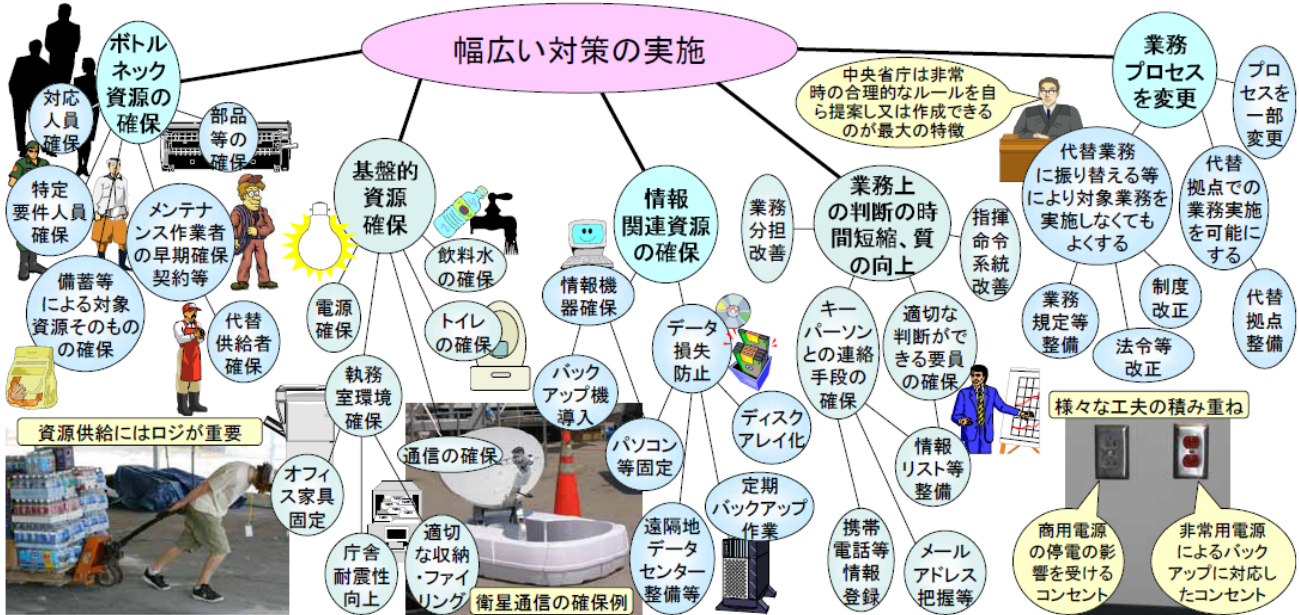 幅広い対策の実施
ボトル
ネック
資源の
確保
対応
人員
確保
部品
等の
確保
特定
要件人員
確保
メンテナ
ンス作業者
の早期確保
契約等
備蓄等
による対象
資源そのもの
の確保
代替
供給者
確保
資源供給にはロジが重要
基盤的
資源
確保
飲料水
の確保
電源
確保
トイレ
の確保
執務
室環境
確保
通信の確保
オフィ
ス家具
固定
庁舎
耐震性
向上
適切
な収納
・ファイ
リング
衛星通信の確保例
情報
関連資源
の確保
情報機
器確保
データ
損失
防止
バック
アップ機
導入
パソコン
等固定
ディスク
アレイ化
定期
バックアップ
作業
遠隔地
データ
センター
整備等
業務上
の判断の時
間短縮、質
の向上
業務
分担
改善
指揮
命令
系統
改善
キー
パーソン
との連絡
手段の
確保
適切な
判断がで
きる要員
の確保
情報
リスト等
整備
携帯
電話等
情報
登録
メール
アドレス
把握等
中央省庁は非常
時の合理的なルールを自
ら提案し又は作成できる
のが最大の特徴
業務
プロセス
を変更
プロ
セスを
一部
変更
代替業務
に振り替える等
により対象業務を
実施しなくても
よくする
代替
拠点での
業務実施
を可能に
する
業務
規定等
整備
制度
改正
法令等
改正
代替
拠点
整備
様々な工夫の積み重ね
商用電源
の停電の影
響を受ける
コンセント
非常用電源
によるバック
アップに対応し
たコンセント